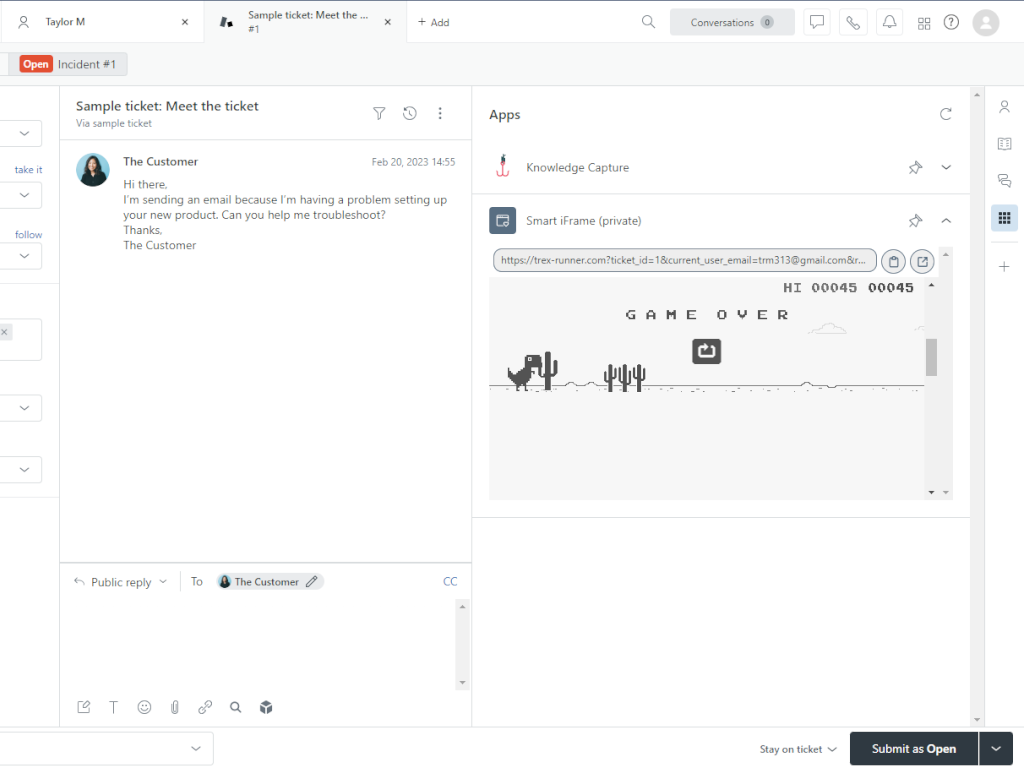 Taylor M
Sample ticket: Meet the ...
#1
+ Add
Conversations 0
Open Incident #1
take it
follow
Sample ticket: Meet the ticket
Via sample ticket
The Customer Feb 20, 2023 14:55
Hi there,
I'm sending an email because I'm having a problem setting up
your new product. Can you help me troubleshoot?
Thanks,
The Customer
Public reply To The Customer CC
Apps
Knowledge Capture
Smart iFrame (private)
https://trex-runner.com?ticket_id=1&current_user_email=trm313@gmail.com&r...
HI 00045 00045
GAME OVER
Stay on ticket Submit as Open